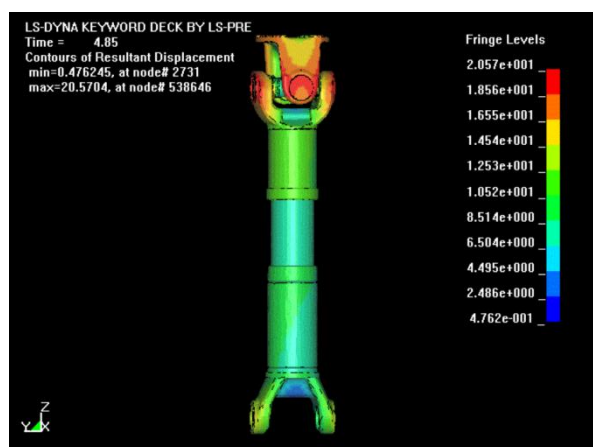 LS-DYNA KEYWORD DECK BY LS-PRE
Time = 4.85
Contours of Resultant Displacement
min=0.476245, at node# 2731
max=20.5704, at node# 538646
Fringe Levels
2.057e+001
1.856e+001
1.655e+001
1.454e+001
1.253e+001
1.052e+001
8.514e+000
6.504e+000
4.495e+000
2.486e+000
4.762e-001
Z
Y X